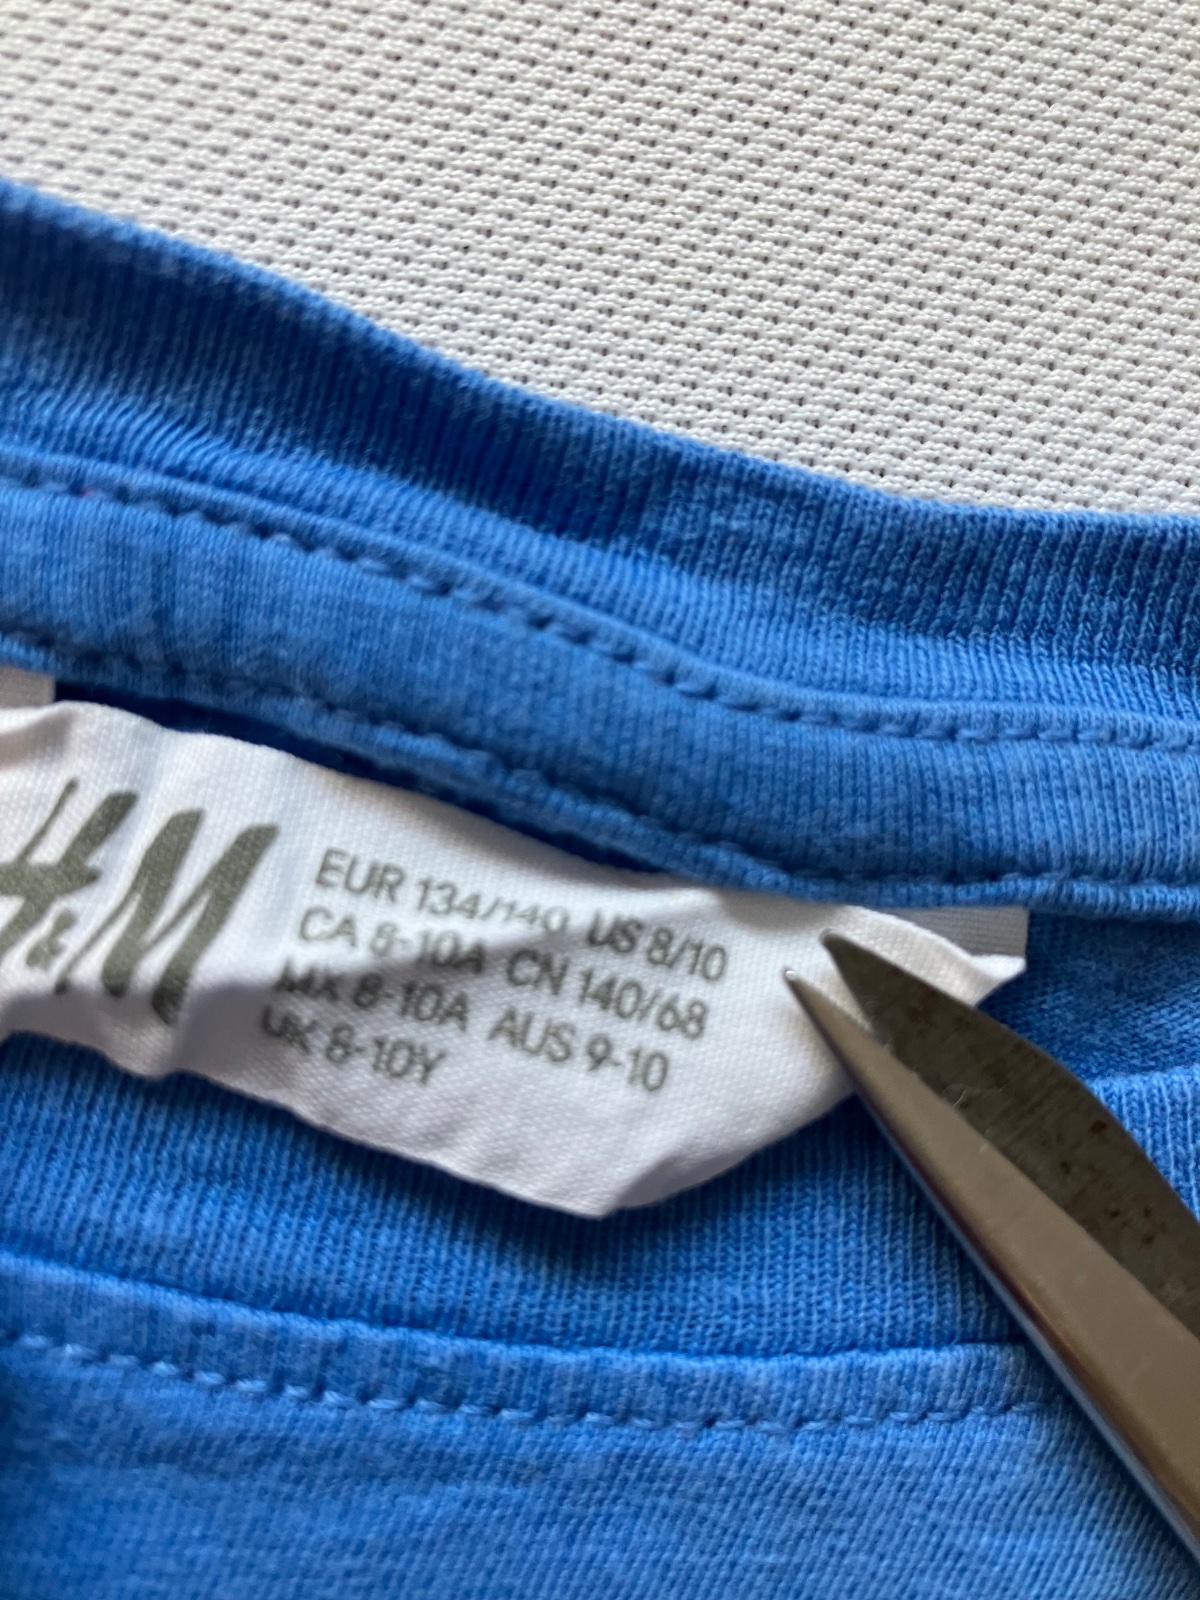 H&M
EUR 134/140 US 8/10
CA 8-10A CN 140/68
MX 8-10A AUS 9-10
UK 8-10Y